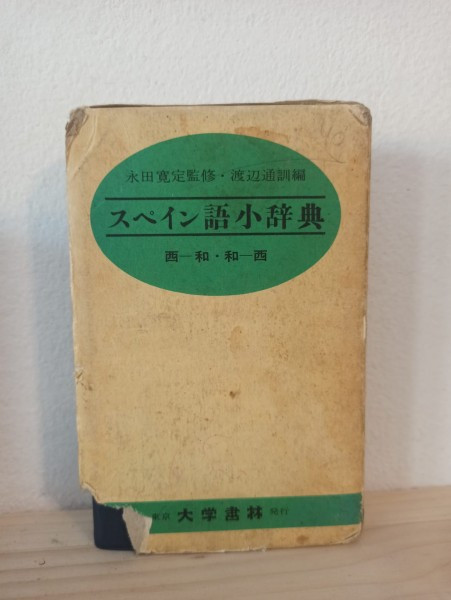 永田寛定監修・渡辺通訓編
スペイン語小辞典
西—和・和—西
東京 大学書林 発行